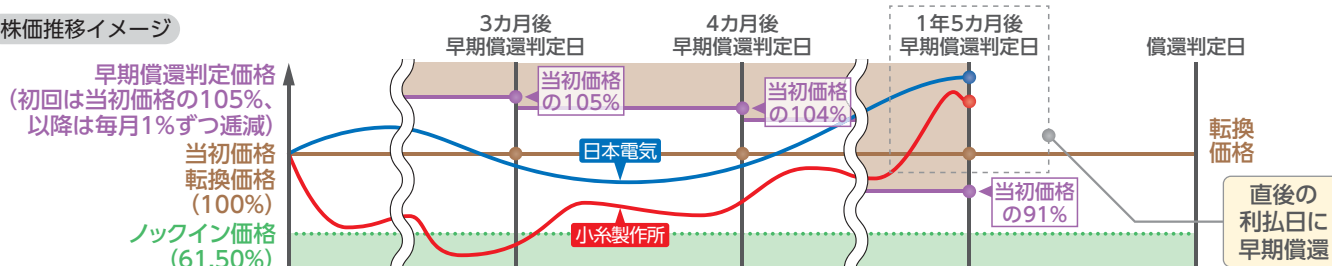 株価推移イメージ
3カ月後
早期償還判定日
4カ月後
早期償還判定日
1年5カ月後
早期償還判定日
償還判定日
早期償還判定価格
(初回は当初価格の105%、
以降は毎月1%ずつ逓減)
当初価格
の105%
当初価格
の104%
当初価格
転換価格
(100%)
日本電気
転換
価格
当初価格
の91%
直後の
利払日に
早期償還
ノックイン価格
(61.50%)
小糸製作所